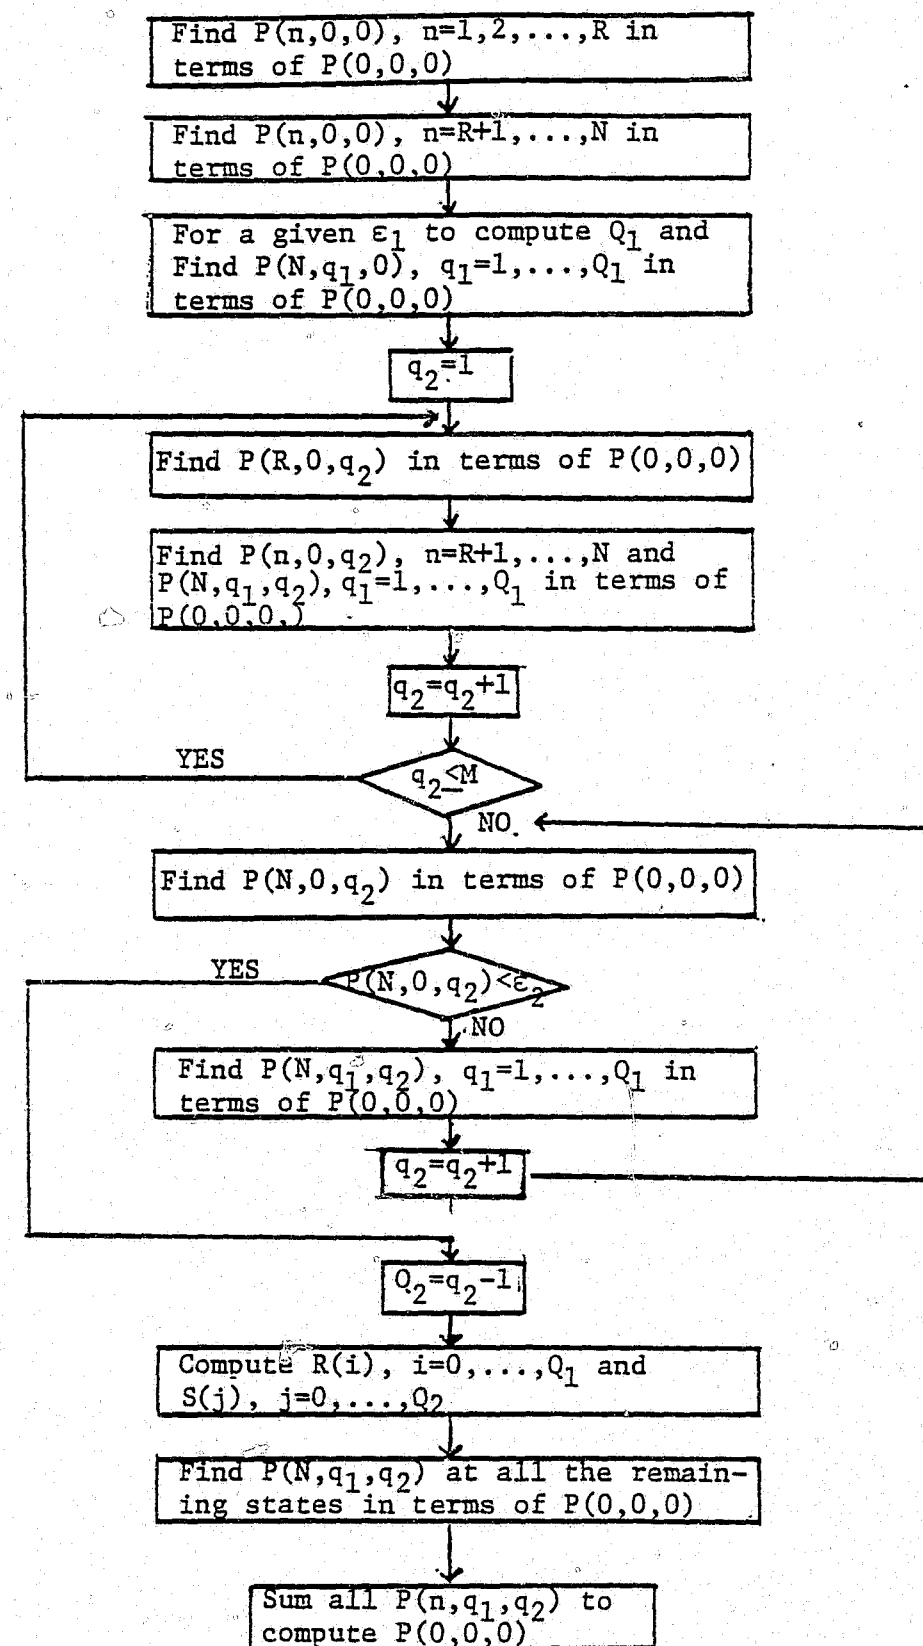 Find P(n,0,0), n=1,2,...,R in
terms of P(0,0,0)
Find P(n,0,0), n=R+1,...,N in
terms of P(0,0,0)
For a given ε₁ to compute Q₁ and
Find P(N,q₁,0), q₁=1,...,Q₁ in
terms of P(0,0,0)
q₂=1
Find P(R,0,q₂) in terms of P(0,0,0)
Find P(n,0,q₂), n=R+1,...,N and
P(N,q₁,q₂),q₁=1,...,Q₁ in terms of
P(0,0,0,)
q₂=q₂+1
YES
q₂≤M
NO.
Find P(N,0,q₂) in terms of P(0,0,0)
YES
P(N,0,q₂)<ε₂
NO
Find P(N,q₁,q₂), q₁=1,...,Q₁ in
terms of P(0,0,0)
q₂=q₂+1
Q₂=q₂-1
Compute R(i), i=0,...,Q₁ and
S(j), j=0,...,Q₂
Find P(N,q₁,q₂) at all the remain-
ing states in terms of P(0,0,0)
Sum all P(n,q₁,q₂) to
compute P(0,0,0)